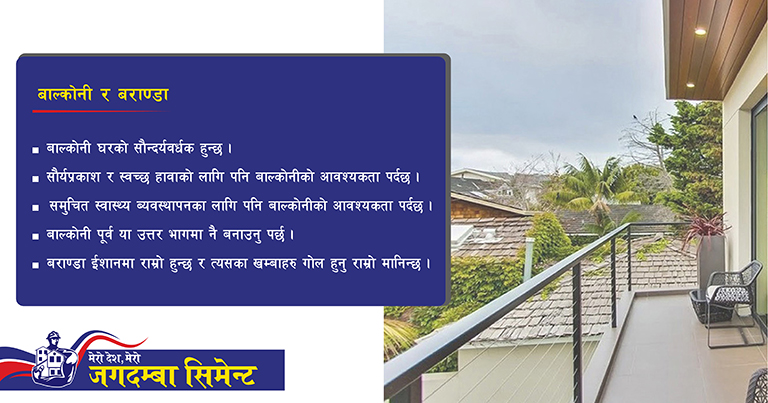 बाल्कोनी र बराण्डा
बाल्कोनी घरको सौन्दर्यवर्धक हुन्छ ।
सौर्यप्रकाश र स्वच्छ हावाको लागि पनि बाल्कोनीको आवश्यकता पर्दछ ।
समुचित स्वास्थ्य ब्यवस्थापनका लागि पनि बाल्कोनीको आवश्यकता पर्दछ ।
बाल्कोनी पूर्व या उत्तर भागमा नै बनाउनु पर्छ ।
बराण्डा ईशानमा राम्रो हुन्छ र त्यसका खम्बाहरु गोल हुनु राम्रो मानिन्छ ।
मेरो देश, मेरो
जगदम्बा सिमेन्ट